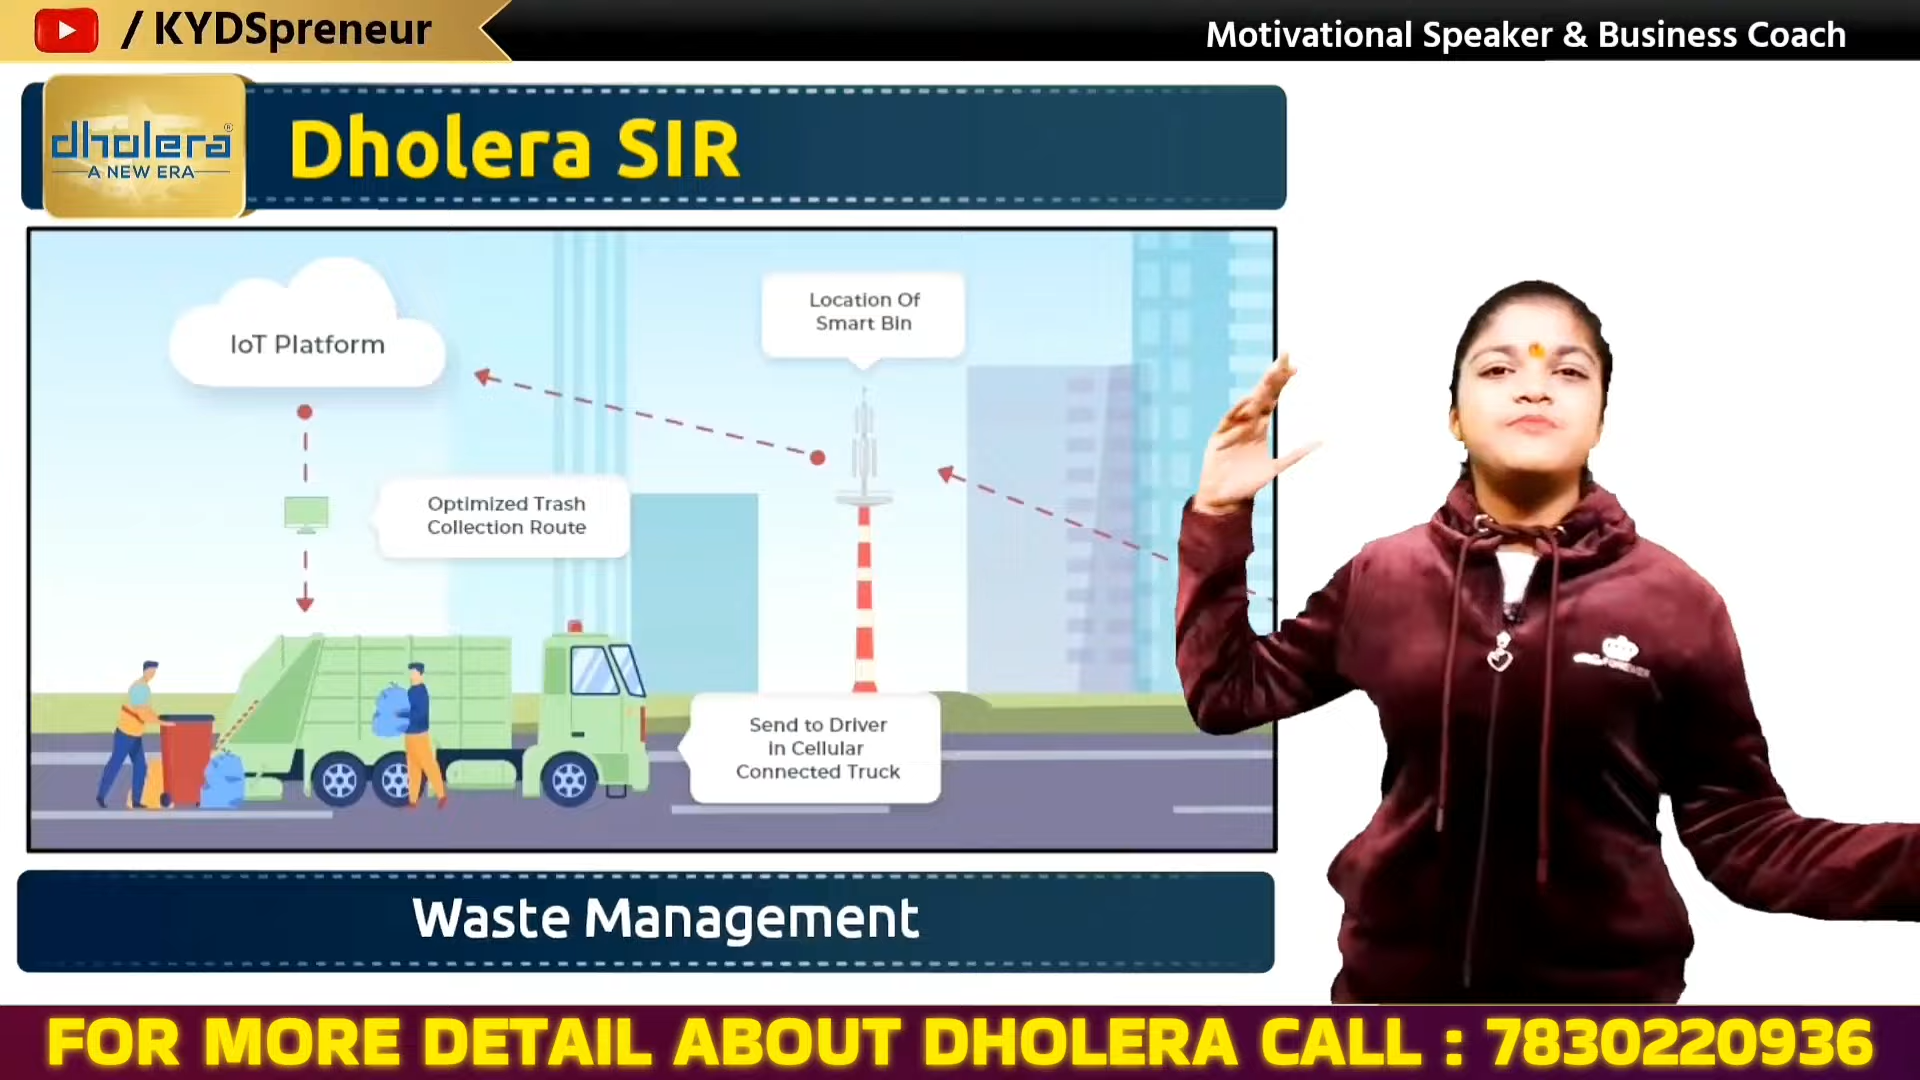 / KYDSpreneur
Motivational Speaker & Business Coach
dholera®
A NEW ERA
Dholera SIR
IoT Platform
Location Of
Smart Bin
Optimized Trash
Collection Route
Send to Driver
in Cellular
Connected Truck
Waste Management
FOR MORE DETAIL ABOUT DHOLERA CALL : 7830220936